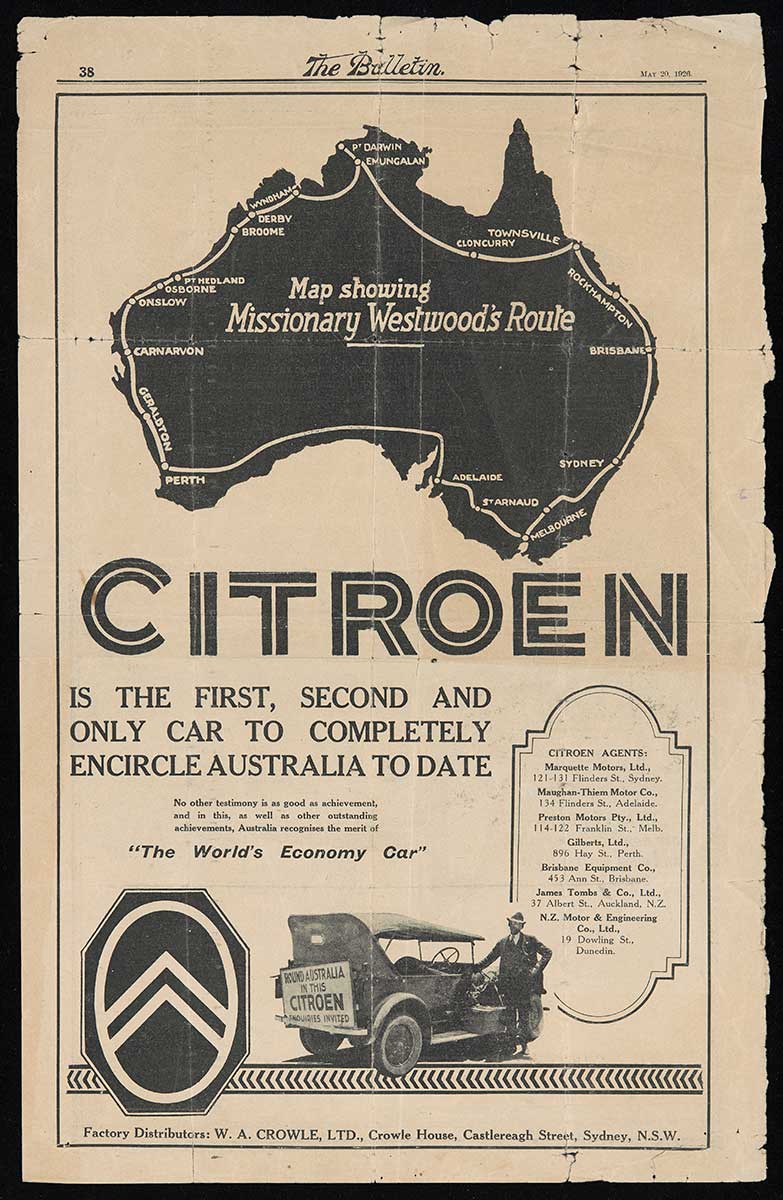 38
The Bulletin.
MAY 20, 1926.
PT DARWIN
EMUNGALAN
WYNDHAM
DERBY
BROOME
TOWNSVILLE
CLONCURRY
PT HEDLAND
OSBORNE
ONSLOW
ROCKHAMPTON
Map showing
Missionary Westwood's Route
CARNARVON
BRISBANE
GERALDTON
PERTH
SYDNEY
ADELAIDE
ST ARNAUD
MELBOURNE
CITROEN
IS THE FIRST, SECOND AND
ONLY CAR TO COMPLETELY
ENCIRCLE AUSTRALIA TO DATE
No other testimony is as good as achievement,
and in this, as well as other outstanding
achievements, Australia recognises the merit of
"The World's Economy Car"
CITROEN AGENTS:
Marquette Motors, Ltd.,
121-131 Flinders St., Sydney.
Maughan-Thiem Motor Co.,
134 Flinders St., Adelaide.
Preston Motors Pty., Ltd.,
114-122 Franklin St., Melb.
Gilberts, Ltd.,
896 Hay St., Perth.
Brisbane Equipment Co.,
453 Ann St., Brisbane.
James Tombs & Co., Ltd.,
37 Albert St., Auckland, N.Z.
N.Z. Motor & Engineering
Co., Ltd.,
19 Dowling St.,
Dunedin.
ROUND AUSTRALIA
IN THIS
CITROEN
ENQUIRIES INVITED
Factory Distributors: W. A. CROWLE, LTD., Crowle House, Castlereagh Street, Sydney, N.S.W.